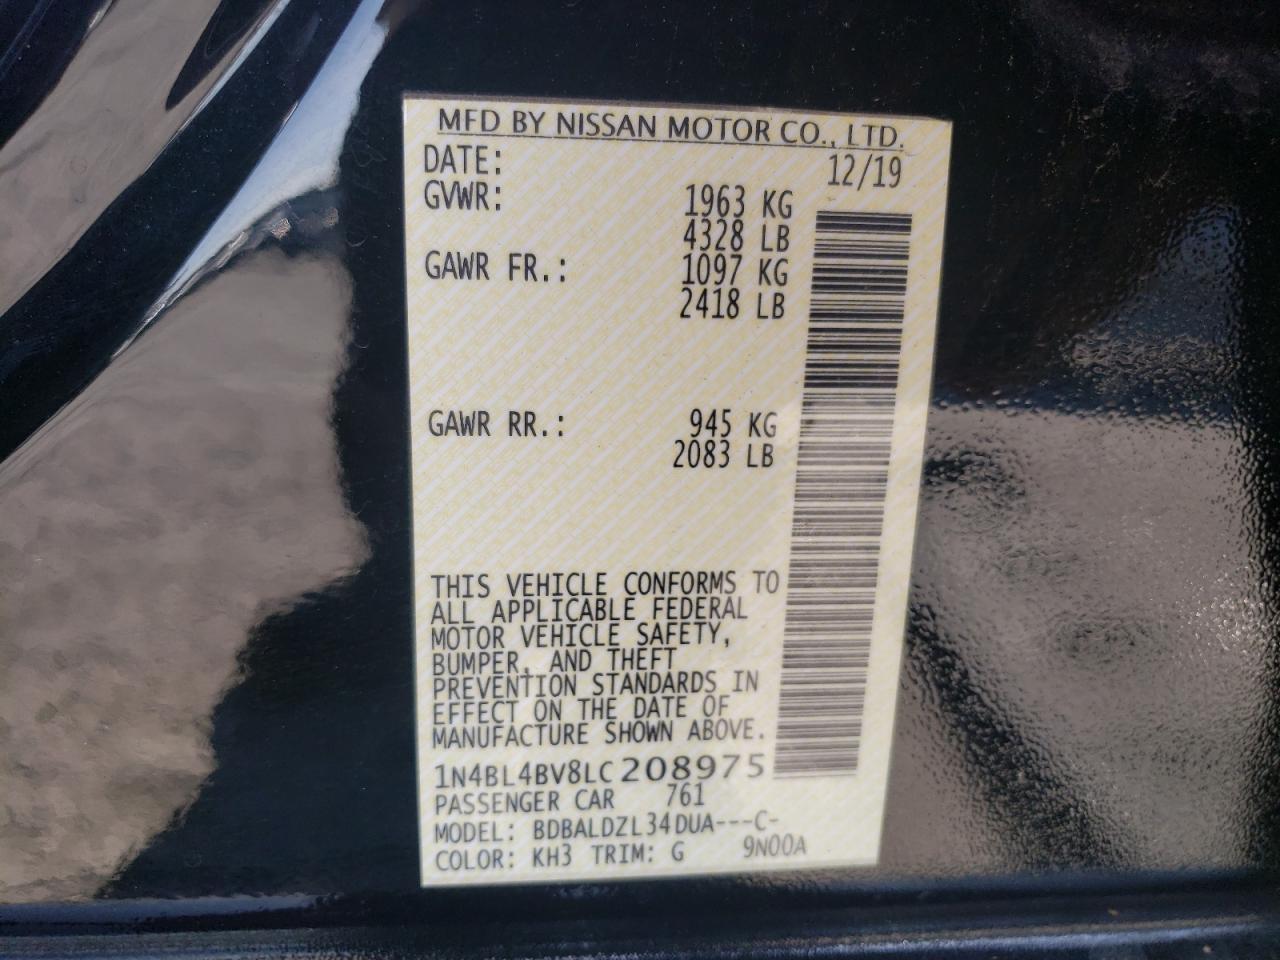 MFD BY NISSAN MOTOR CO., LTD.
DATE: 12/19
GVWR: 1963 KG
4328 LB
GAWR FR.: 1097 KG
2418 LB
GAWR RR.: 945 KG
2083 LB
THIS VEHICLE CONFORMS TO
ALL APPLICABLE FEDERAL
MOTOR VEHICLE SAFETY,
BUMPER, AND THEFT
PREVENTION STANDARDS IN
EFFECT ON THE DATE OF
MANUFACTURE SHOWN ABOVE.
1N4BL4BV8LC208975
PASSENGER CAR 761
MODEL: BDBALDZL34DUA---C-
COLOR: KH3 TRIM: G 9N00A